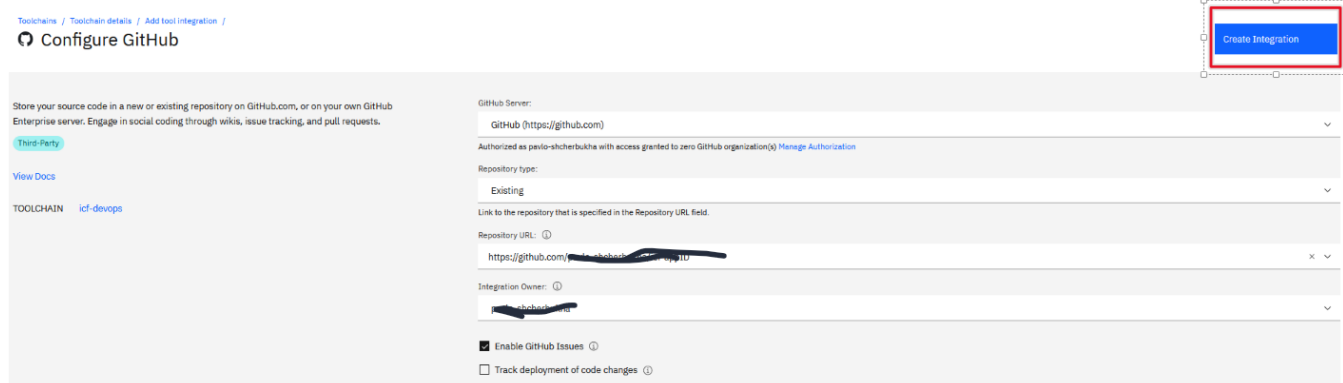 Toolchains / Toolchain details / Add tool integration /
Configure GitHub
Create Integration
Store your source code in a new or existing repository on GitHub.com, or on your own GitHub
Enterprise server. Engage in social coding through wikis, issue tracking, and pull requests.
Third-Party
View Docs
TOOLCHAIN icf-devops
GitHub Server:
GitHub (https://github.com)
Authorized as pavlo-shcherbukha with access granted to zero GitHub organization(s) Manage Authorization
Repository type:
Existing
Link to the repository that is specified in the Repository URL field.
Repository URL:
https://github.com/
Integration Owner:
Enable GitHub Issues
Track deployment of code changes